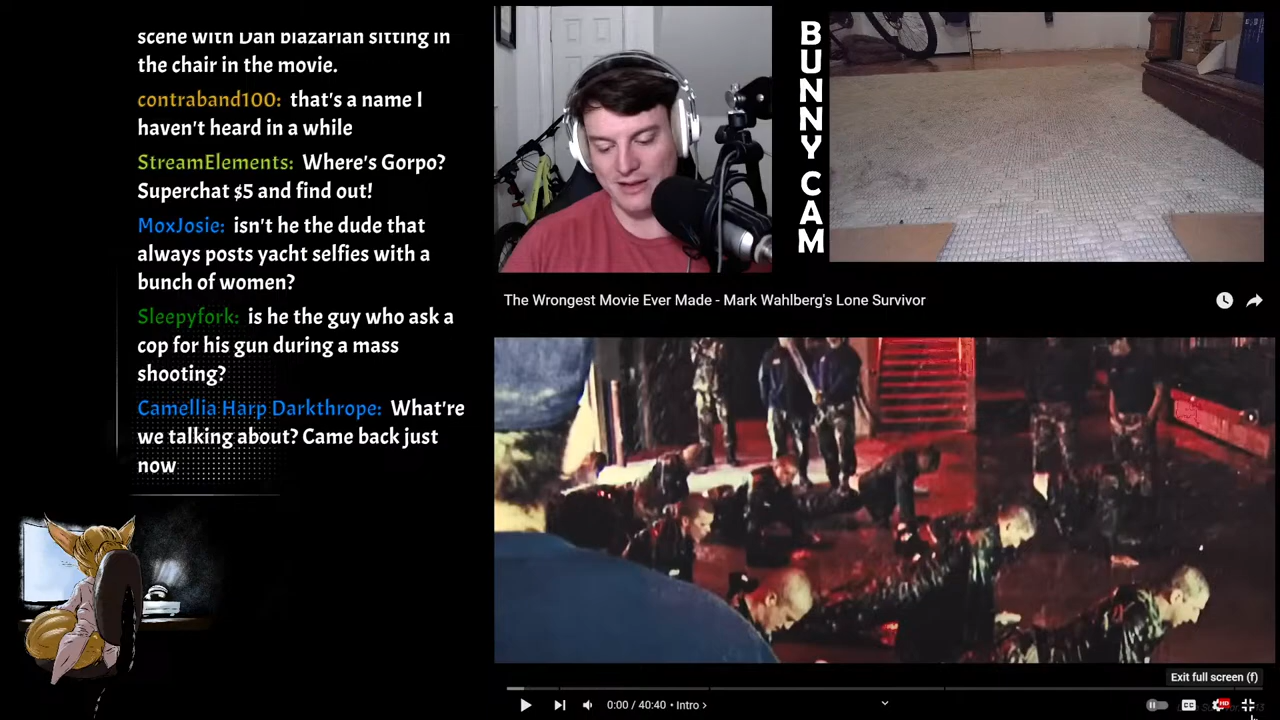 scene with Dan Blazarian sitting in
the chair in the movie.
contraband100: that's a name I
haven't heard in a while
StreamElements: Where's Gorpo?
Superchat $5 and find out!
MoxJosie: isn't he the dude that
always posts yacht selfies with a
bunch of women?
Sleepyfork: is he the guy who ask a
cop for his gun during a mass
shooting?
Camellia Harp Darkthrope: What're
we talking about? Came back just
now
BUNNY CAM
The Wrongest Movie Ever Made - Mark Wahlberg's Lone Survivor
Exit full screen (f)
0:00 / 40:40 • Intro ›
CC
HD